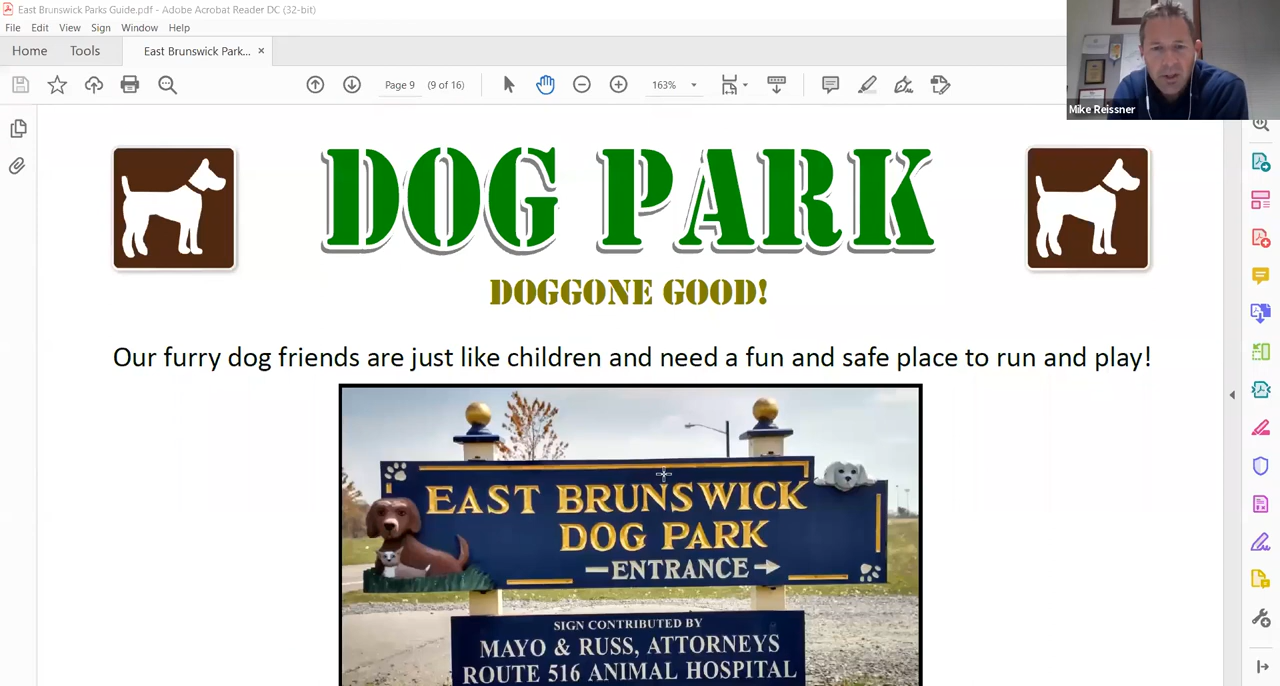 East Brunswick Parks Guide.pdf - Adobe Acrobat Reader DC (32-bit)
File Edit View Sign Window Help
Home Tools East Brunswick Park... ×
Page 9 (9 of 16) 163%
Mike Reissner
DOG PARK
DOGGONE GOOD!
Our furry dog friends are just like children and need a fun and safe place to run and play!
EAST BRUNSWICK
DOG PARK
ENTRANCE
SIGN CONTRIBUTED BY
MAYO & RUSS, ATTORNEYS
ROUTE 516 ANIMAL HOSPITAL